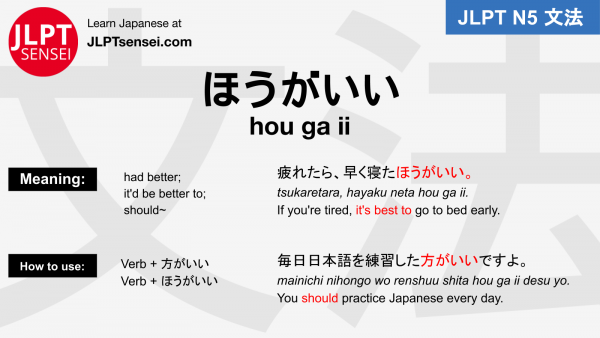 JLPT
SENSEI
Learn Japanese at
JLPTsensei.com
JLPT N5 文法
文法
ほうがいい
hou ga ii
Meaning:
had better;
it'd be better to;
should~
疲れたら、早く寝たほうがいい。
tsukaretara, hayaku neta hou ga ii.
If you're tired, it's best to go to bed early.
How to use:
Verb + 方がいい
Verb + ほうがいい
毎日日本語を練習した方がいいですよ。
mainichi nihongo wo renshuu shita hou ga ii desu yo.
You should practice Japanese every day.